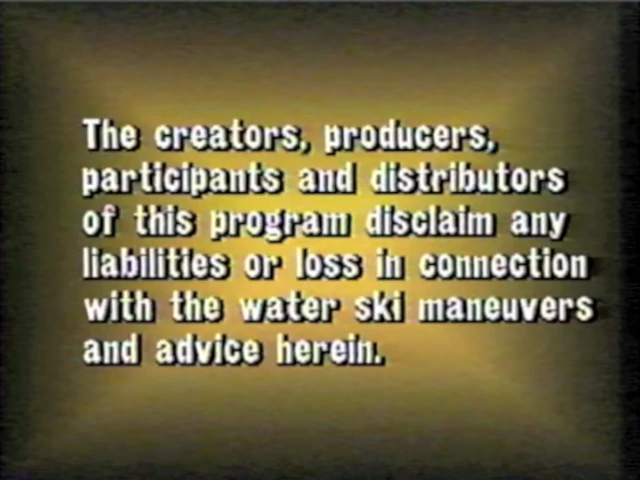 The creators, producers,
participants and distributors
of this program disclaim any
liabilities or loss in connection
with the water ski maneuvers
and advice herein.